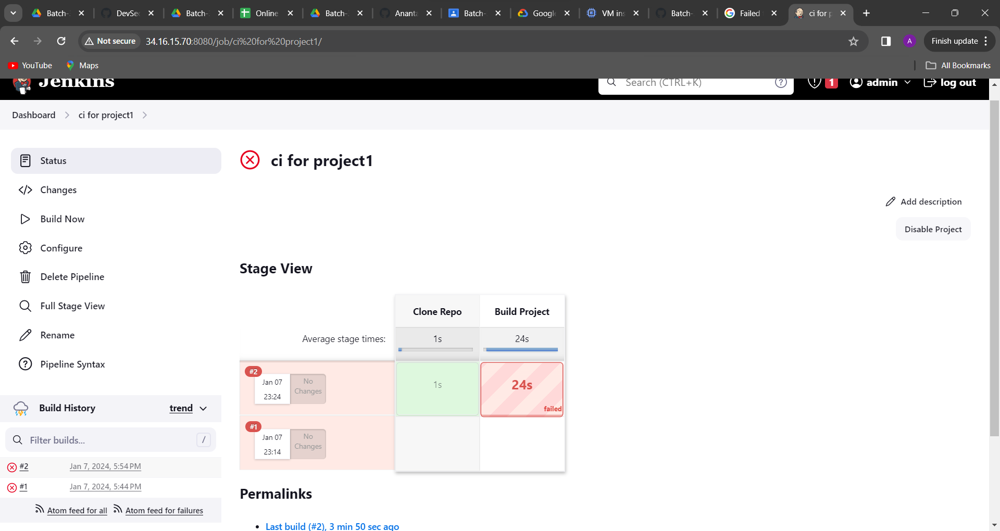 Batch-
DevSec
Batch-
Online
Batch-
Ananta
Batch-
Google
VM ins
Batch-
Failed
ci for p
Not secure
34.16.15.70:8080/job/ci%20for%20project1/
A
Finish update
YouTube
Maps
All Bookmarks
Jenkins
Search (CTRL+K)
?
1
admin
log out
Dashboard
ci for project1
Status
Changes
Build Now
Configure
Delete Pipeline
Full Stage View
Rename
Pipeline Syntax
Build History
trend
Filter builds...
/
#2
Jan 7, 2024, 5:54 PM
#1
Jan 7, 2024, 5:44 PM
Atom feed for all
Atom feed for failures
ci for project1
Add description
Disable Project
Stage View
Clone Repo
Build Project
Average stage times:
1s
24s
#2
Jan 07
23:24
No
Changes
1s
24s
failed
#1
Jan 07
23:14
No
Changes
Permalinks
Last build (#2), 3 min 50 sec ago